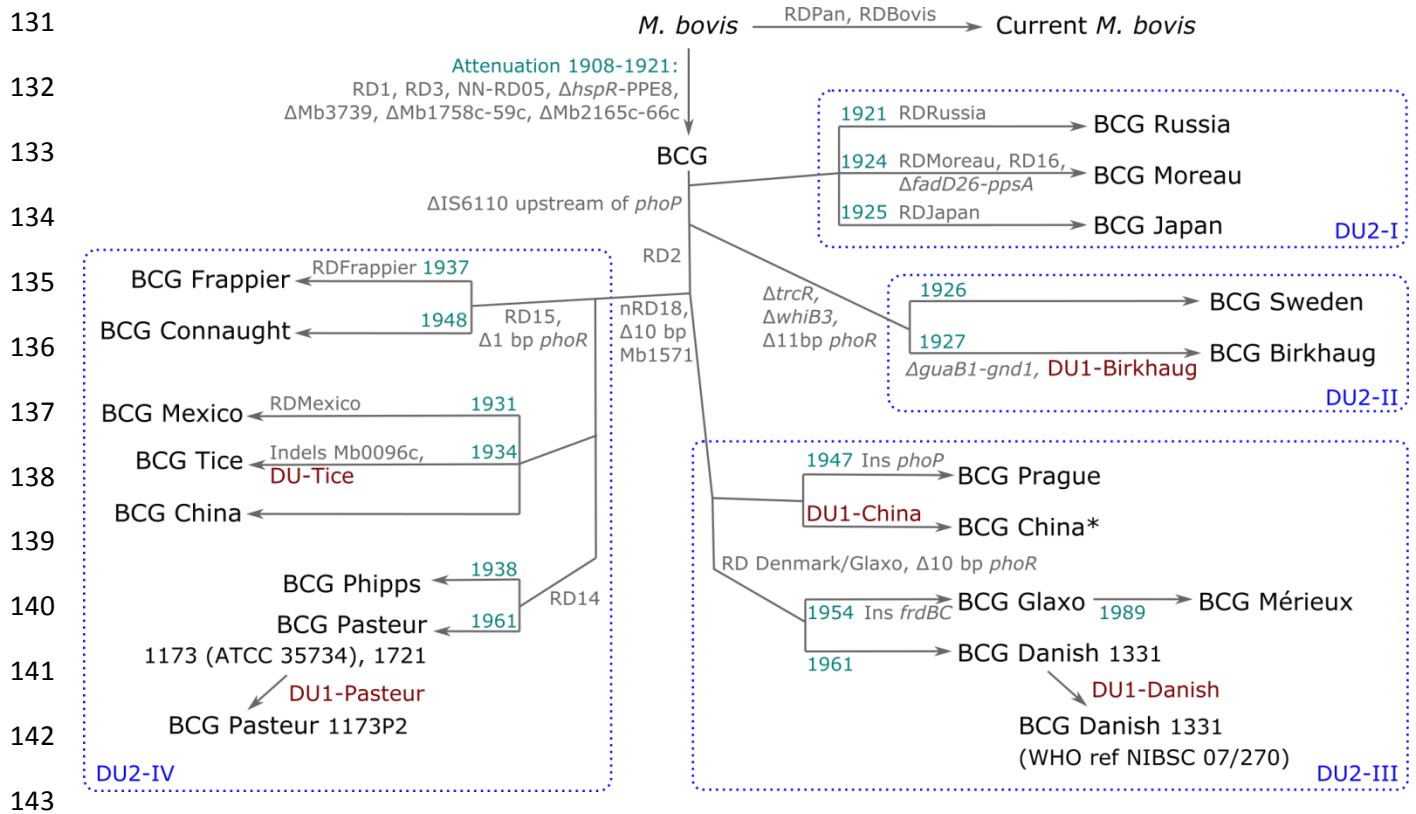 131
M. bovis
RDPan, RDBovis
Current M. bovis
132
Attenuation 1908-1921:
RD1, RD3, NN-RD05, ΔhspR-PPE8,
ΔMb3739, ΔMb1758c-59c, ΔMb2165c-66c
133
BCG
1921 RDRussia
BCG Russia
1924 RDMoreau, RD16,
ΔfadD26-ppsA
BCG Moreau
1925 RDJapan
BCG Japan
DU2-I
134
ΔIS6110 upstream of phoP
RD2
135
BCG Frappier
RDFrappier 1937
BCG Connaught
1948
RD15,
Δ1 bp phoR
nRD18,
Δ10 bp
Mb1571
ΔtrcR,
ΔwhiB3,
Δ11bp phoR
1926
BCG Sweden
136
1927
BCG Birkhaug
ΔguaB1-gnd1, DU1-Birkhaug
DU2-II
137
BCG Mexico
RDMexico
1931
BCG Tice
Indels Mb0096c,
DU-Tice
1934
138
BCG China
1947 Ins phoP
BCG Prague
DU1-China
BCG China*
139
RD Denmark/Glaxo, Δ10 bp phoR
BCG Phipps
1938
RD14
140
BCG Pasteur
1961
1173 (ATCC 35734), 1721
1954 Ins frdBC
BCG Glaxo
1989
BCG Mérieux
141
1961
BCG Danish 1331
DU1-Pasteur
DU1-Danish
142
BCG Pasteur 1173P2
BCG Danish 1331
(WHO ref NIBSC 07/270)
DU2-IV
DU2-III
143